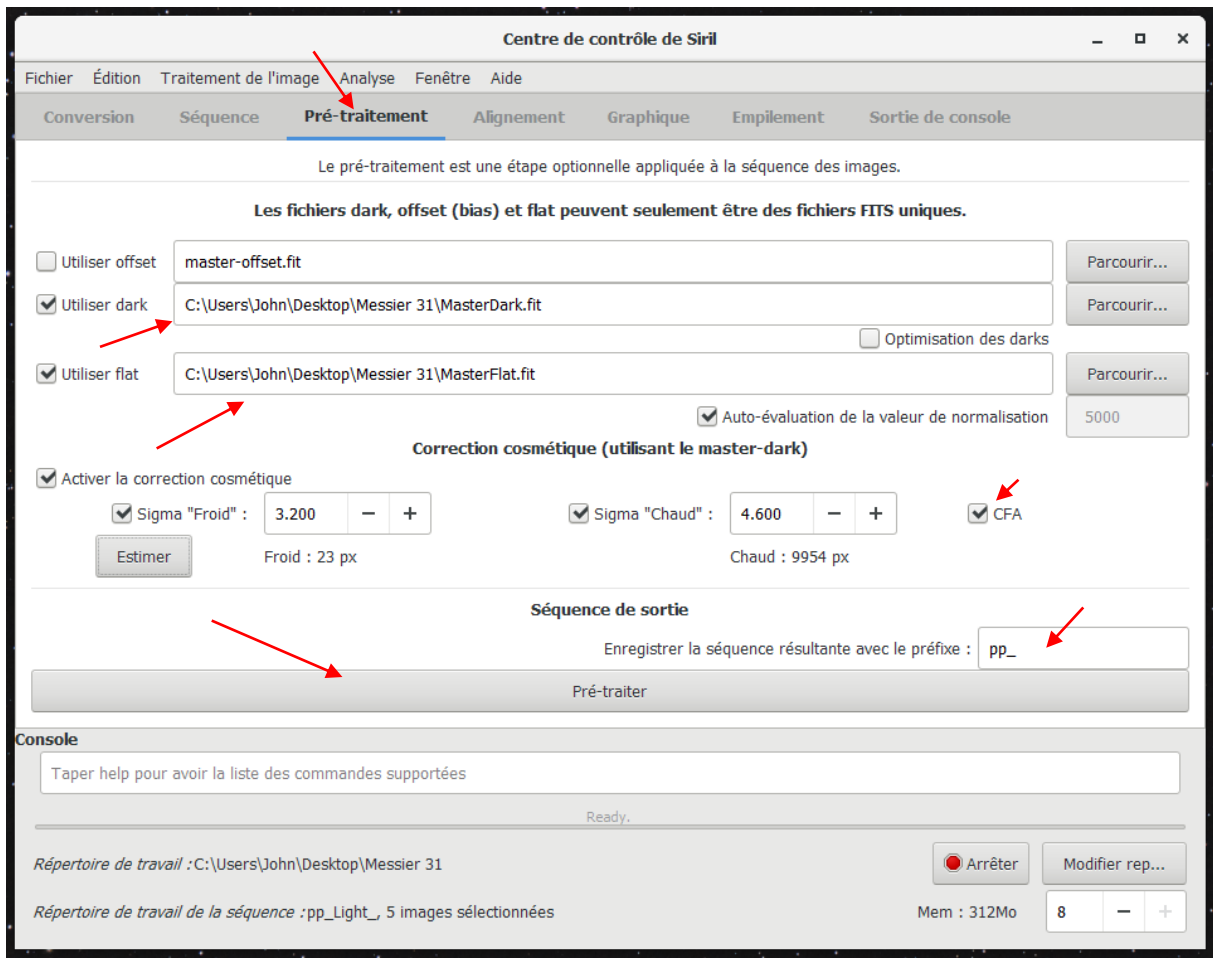 Centre de contrôle de Siril
Fichier Édition Traitement de l'image Analyse Fenêtre Aide
Conversion Séquence Pré-traitement Alignement Graphique Empilement Sortie de console
Le pré-traitement est une étape optionnelle appliquée à la séquence des images.
Les fichiers dark, offset (bias) et flat peuvent seulement être des fichiers FITS uniques.
Utiliser offset master-offset.fit Parcourir...
Utiliser dark C:\Users\John\Desktop\Messier 31\MasterDark.fit Parcourir...
Optimisation des darks
Utiliser flat C:\Users\John\Desktop\Messier 31\MasterFlat.fit Parcourir...
Auto-évaluation de la valeur de normalisation 5000
Correction cosmétique (utilisant le master-dark)
Activer la correction cosmétique
Sigma "Froid" : 3.200 − + Sigma "Chaud" : 4.600 − + CFA
Estimer Froid : 23 px Chaud : 9954 px
Séquence de sortie
Enregistrer la séquence résultante avec le préfixe : pp_
Pré-traiter
Console
Taper help pour avoir la liste des commandes supportées
Ready.
Répertoire de travail :C:\Users\John\Desktop\Messier 31 Arrêter Modifier rep...
Répertoire de travail de la séquence :pp_Light_, 5 images sélectionnées Mem : 312Mo 8 − +